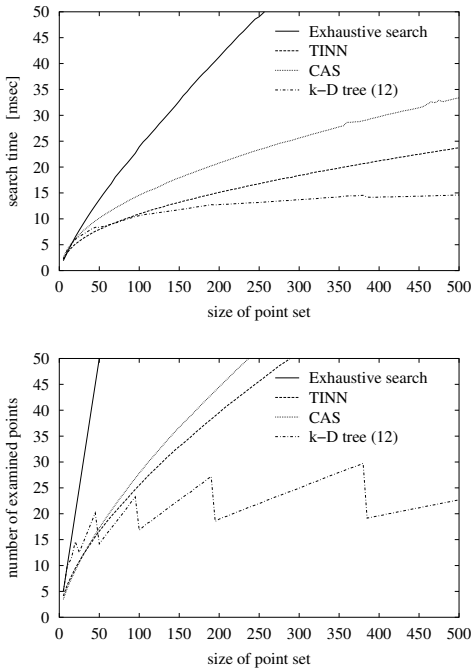 50
45
40
35
30
25
20
15
10
5
0
search time [msec]
Exhaustive search
TINN
CAS
k−D tree (12)
0 50 100 150 200 250 300 350 400 450 500
size of point set
50
45
40
35
30
25
20
15
10
5
0
number of examined points
Exhaustive search
TINN
CAS
k−D tree (12)
0 50 100 150 200 250 300 350 400 450 500
size of point set